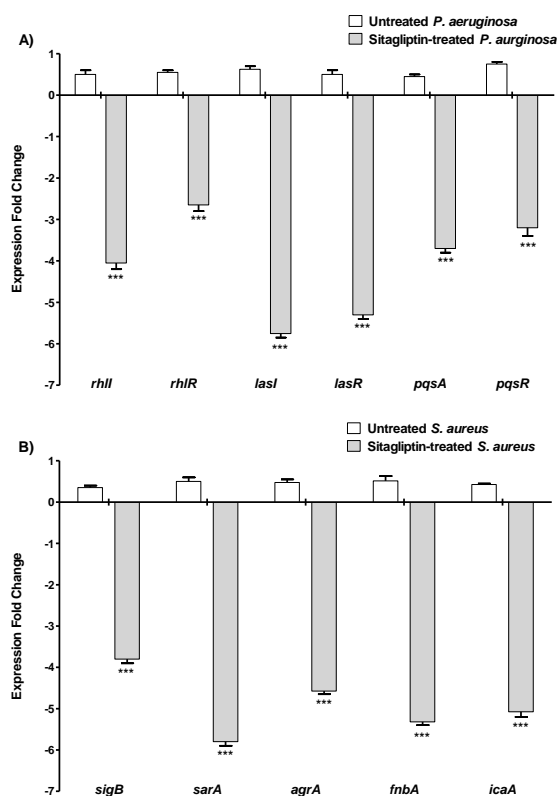 Untreated P. aeruginosa
A)
Sitagliptin-treated P. aurginosa
1
0
-1
-2
-3
-4
-5
-6
-7
Expression Fold Change
***
***
***
***
***
***
rhlI rhlR lasI lasR pqsA pqsR
Untreated S. aureus
B)
Sitagliptin-treated S. aureus
1
0
-1
-2
-3
-4
-5
-6
-7
Expression Fold Change
***
***
***
***
***
sigB sarA agrA fnbA icaA